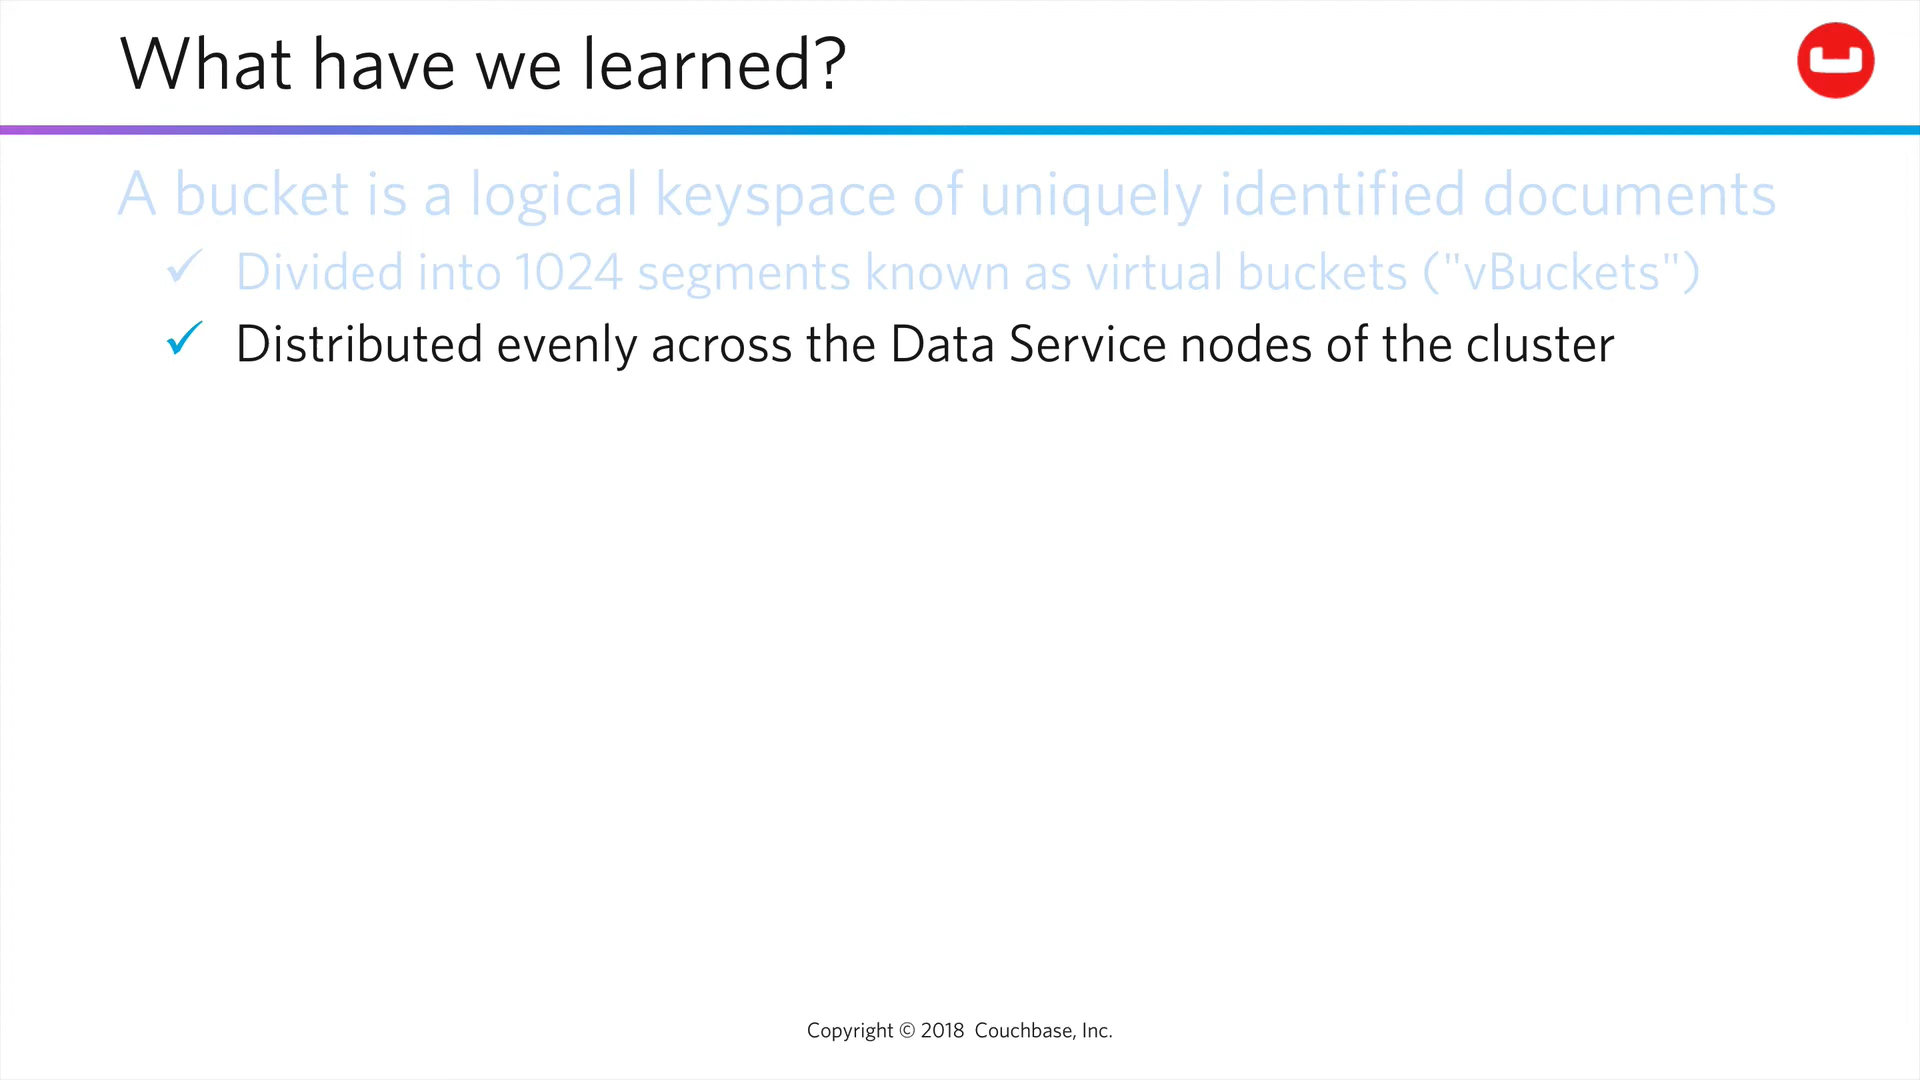 What have we learned?
A bucket is a logical keyspace of uniquely identified documents
✓ Divided into 1024 segments known as virtual buckets ("vBuckets")
✓ Distributed evenly across the Data Service nodes of the cluster
Copyright © 2018 Couchbase, Inc.